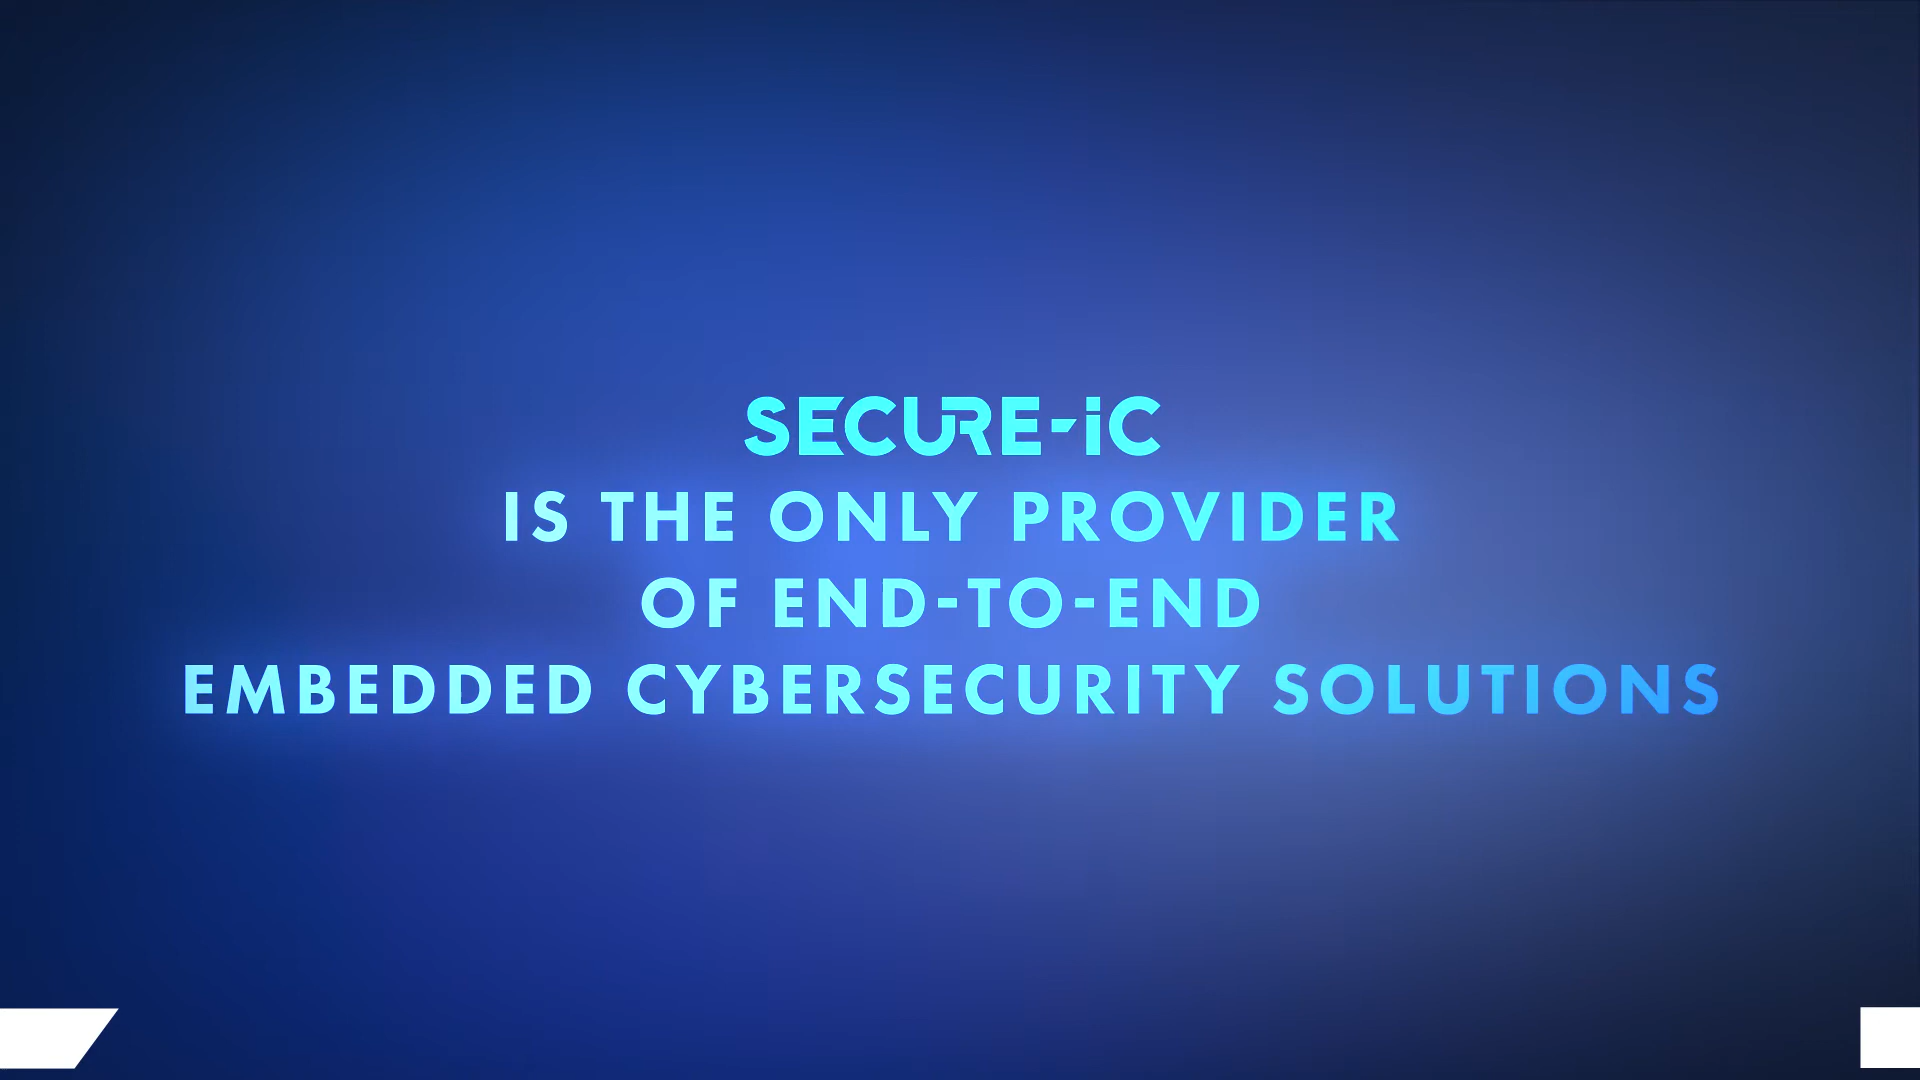 SECURE-iC
IS THE ONLY PROVIDER
OF END-TO-END
EMBEDDED CYBERSECURITY SOLUTIONS